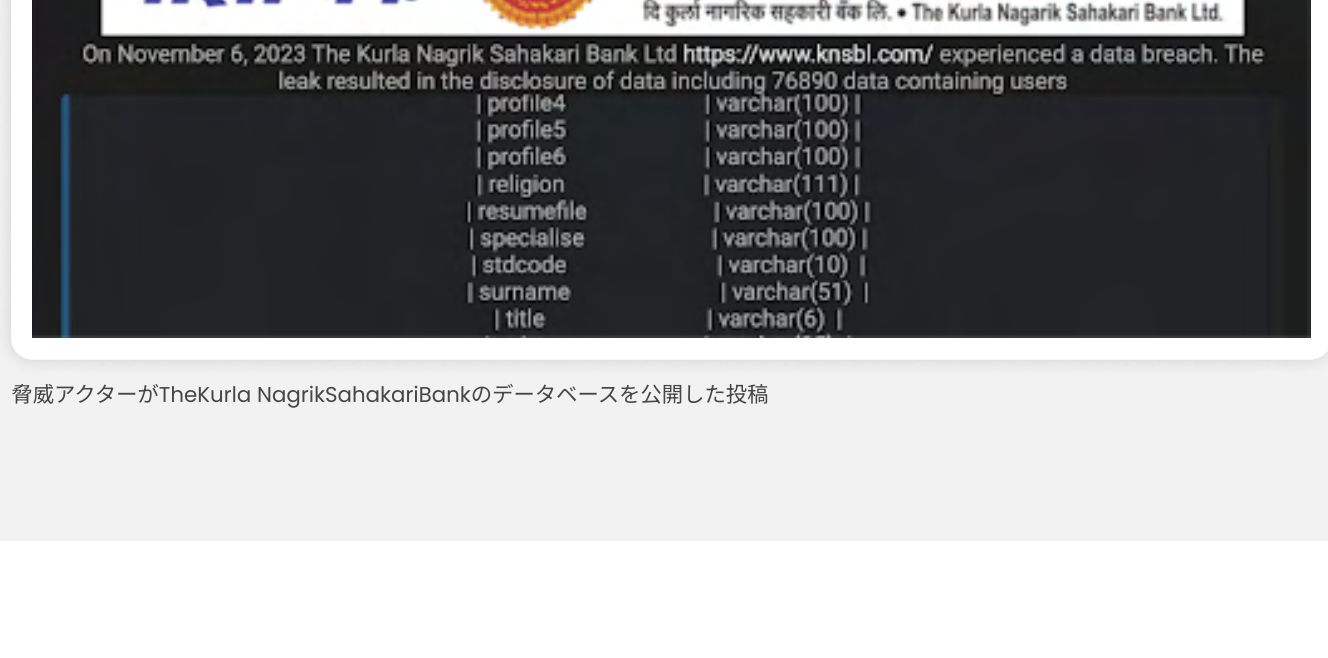 दि कुर्ला नागरिक सहकारी बँक लि. • The Kurla Nagarik Sahakari Bank Ltd.
On November 6, 2023 The Kurla Nagrik Sahakari Bank Ltd https://www.knsbl.com/ experienced a data breach. The
leak resulted in the disclosure of data including 76890 data containing users
| profile4 | varchar(100) |
| profile5 | varchar(100) |
| profile6 | varchar(100) |
| religion | varchar(111) |
| resumefile | varchar(100) |
| specialise | varchar(100) |
| stdcode | varchar(10) |
| surname | varchar(51) |
| title | varchar(6) |
脅威アクターがTheKurla NagrikSahakariBankのデータベースを公開した投稿